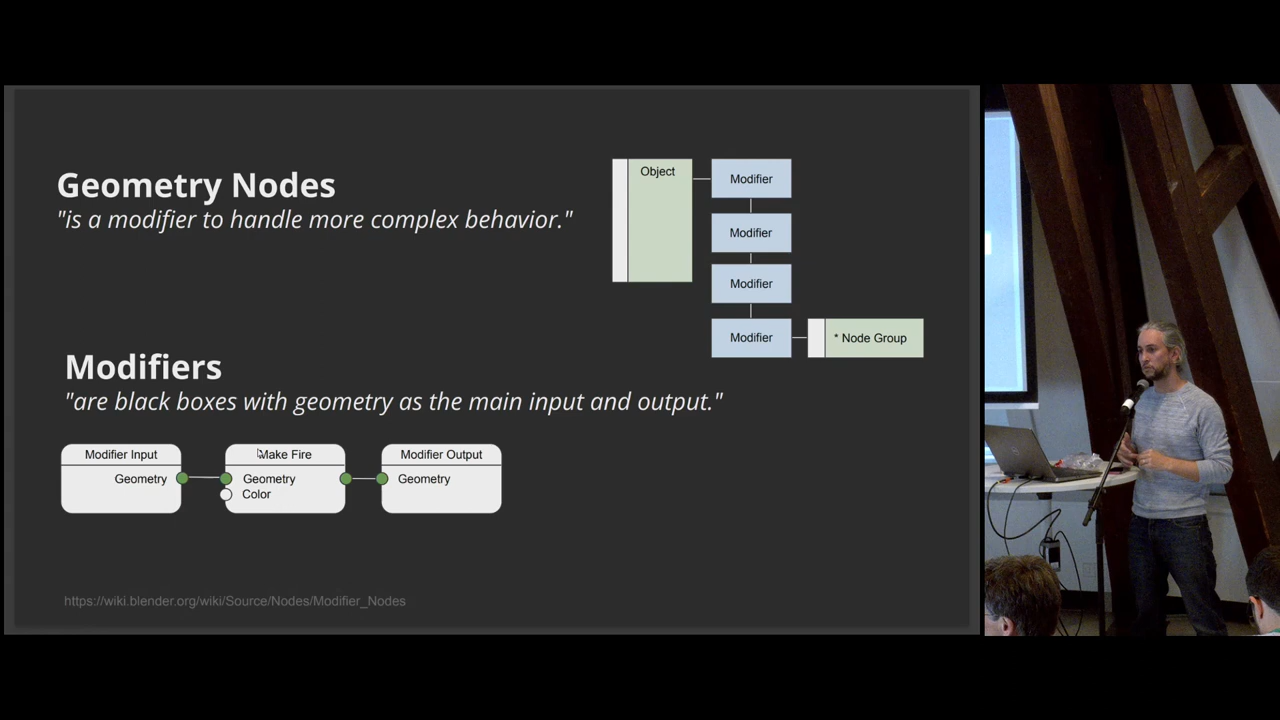 Geometry Nodes
"is a modifier to handle more complex behavior."
Object
Modifier
Modifier
Modifier
Modifier
* Node Group
Modifiers
"are black boxes with geometry as the main input and output."
Modifier Input
Geometry
Make Fire
Geometry
Color
Modifier Output
Geometry
https://wiki.blender.org/wiki/Source/Nodes/Modifier_Nodes